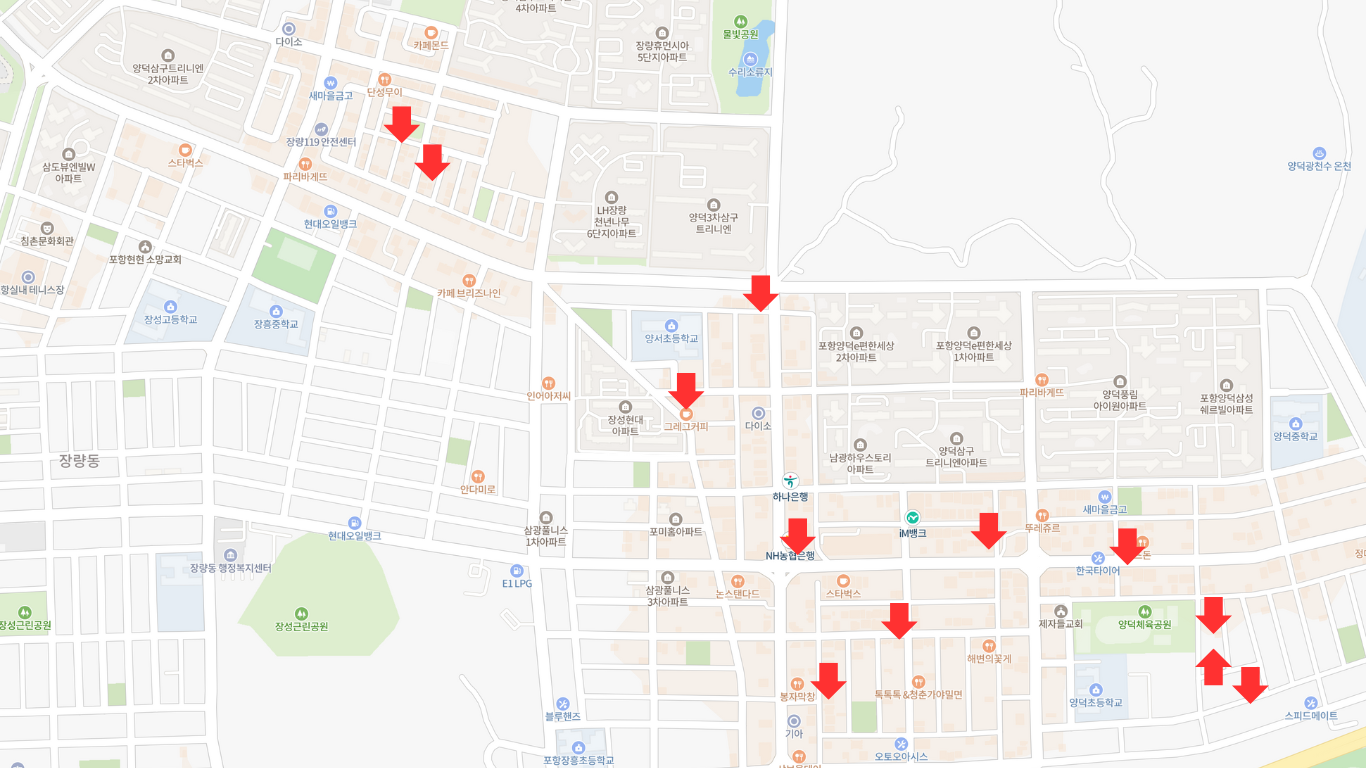 4차아파트
다이소
카페몬드
장량휴먼시아
5단지아파트
물빛공원
수리소류지
양덕삼구트리니엔
2차아파트
새마을금고
단성무이
장량119안전센터
스타벅스
파리바게뜨
삼도뷰엔빌W
아파트
양덕광천수 온천
현대오일뱅크
LH장량
천년나무
6단지아파트
양덕3차삼구
트리니엔
침촌문화회관
포항현현 소망교회
항실내 테니스장
카페 브리즈나인
장성고등학교
장흥중학교
양서초등학교
포항양덕e편한세상
2차아파트
포항양덕e편한세상
1차아파트
인어아저씨
파리바게뜨
양덕풍림
아이원아파트
포항양덕삼성
쉐르빌아파트
장성현대
아파트
그레그커피
다이소
양덕중학교
장량동
남광하우스토리
아파트
양덕삼구
트리니엔아파트
안다미로
하나은행
새마을금고
현대오일뱅크
삼광풀니스
1차아파트
포미홈아파트
iM뱅크
뚜레쥬르
NH농협은행
돈
장량동 행정복지센터
E1 LPG
한국타이어
삼광풀니스
3차아파트
논스탠다드
스타벅스
장성근린공원
장성근린공원
제자들교회
양덕체육공원
해변의꽃게
봉자막창
톡톡톡&청춘가야밀면
양덕초등학교
블루핸즈
기아
스피드메이트
포항장흥초등학교
오토오아시스